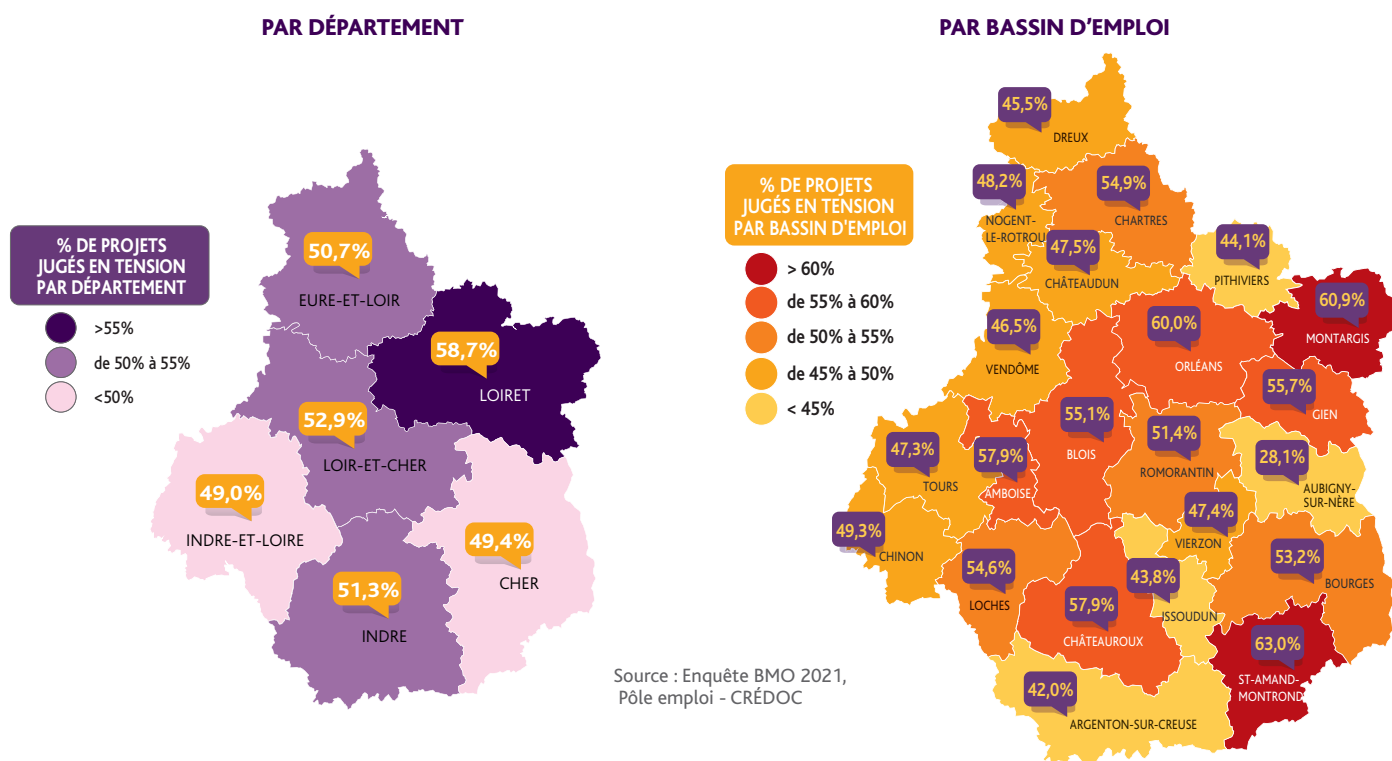 PAR DÉPARTEMENT
% DE PROJETS
JUGÉS EN TENSION
PAR DÉPARTEMENT
>55%
de 50% à 55%
<50%
50,7%
EURE-ET-LOIR
58,7%
LOIRET
52,9%
LOIR-ET-CHER
49,0%
INDRE-ET-LOIRE
49,4%
CHER
51,3%
INDRE
PAR BASSIN D'EMPLOI
% DE PROJETS
JUGÉS EN TENSION
PAR BASSIN D'EMPLOI
> 60%
de 55% à 60%
de 50% à 55%
de 45% à 50%
< 45%
45,5%
DREUX
48,2%
NOGENT-
LE-ROTROU
54,9%
CHARTRES
47,5%
CHÂTEAUDUN
44,1%
PITHIVIERS
60,9%
MONTARGIS
46,5%
VENDÔME
60,0%
ORLÉANS
55,7%
GIEN
55,1%
BLOIS
51,4%
ROMORANTIN
47,3%
TOURS
57,9%
AMBOISE
28,1%
AUBIGNY-
SUR-NÈRE
49,3%
CHINON
47,4%
VIERZON
54,6%
LOCHES
57,9%
CHÂTEAUROUX
43,8%
ISSOUDUN
53,2%
BOURGES
63,0%
ST-AMAND-
MONTROND
42,0%
ARGENTON-SUR-CREUSE
Source : Enquête BMO 2021,
Pôle emploi - CRÉDOC